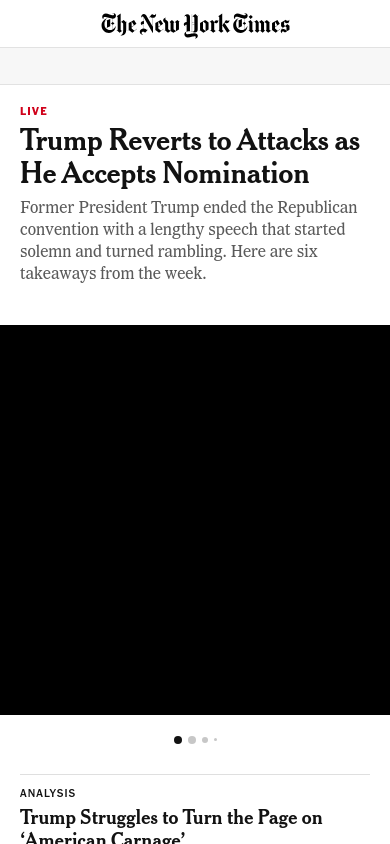 The New York Times
LIVE
Trump Reverts to Attacks as
He Accepts Nomination
Former President Trump ended the Republican
convention with a lengthy speech that started
solemn and turned rambling. Here are six
takeaways from the week.
ANALYSIS
Trump Struggles to Turn the Page on
‘American Carnage’